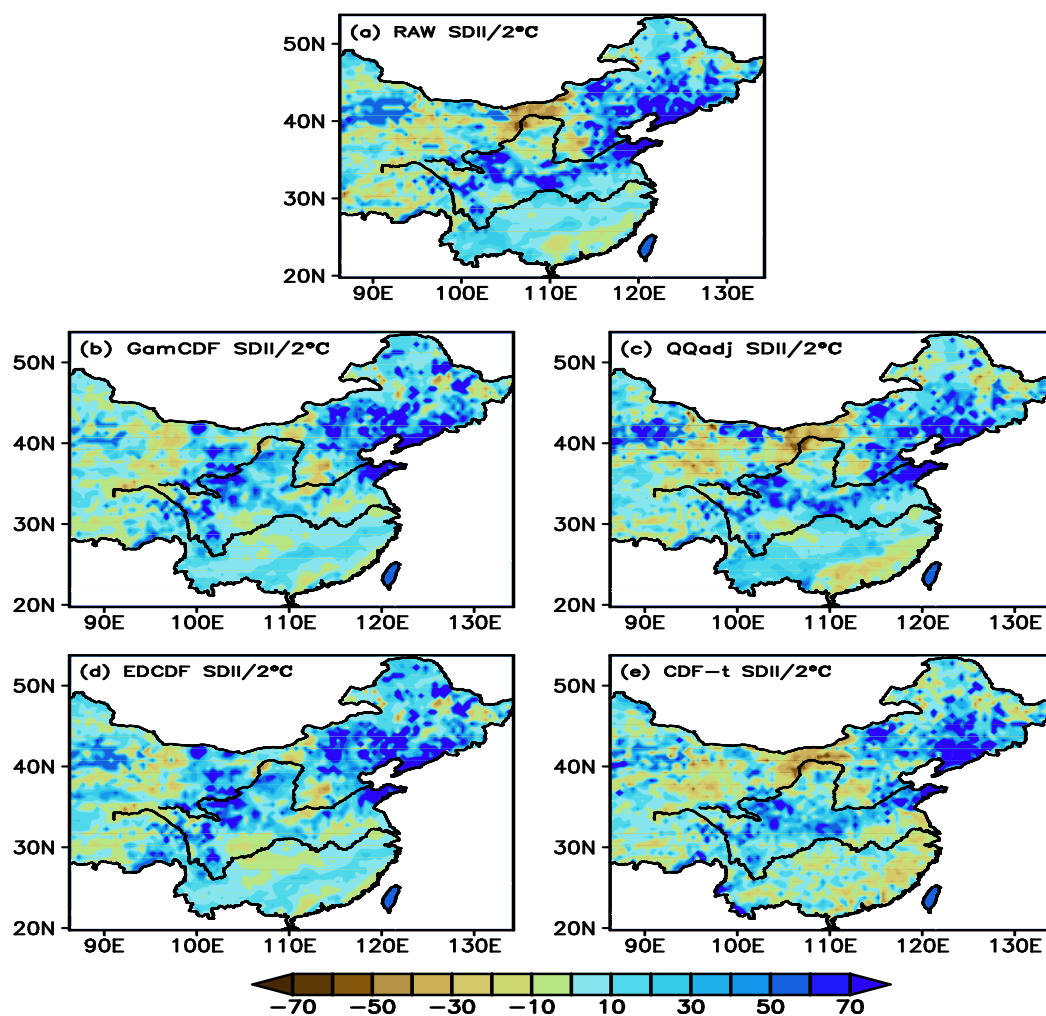 (a) RAW SDII/2°C
50N
40N
30N
20N
90E 100E 110E 120E 130E
(b) GamCDF SDII/2°C
50N
40N
30N
20N
90E 100E 110E 120E 130E
(c) QQadj SDII/2°C
50N
40N
30N
20N
90E 100E 110E 120E 130E
(d) EDCDF SDII/2°C
50N
40N
30N
20N
90E 100E 110E 120E 130E
(e) CDF-t SDII/2°C
50N
40N
30N
20N
90E 100E 110E 120E 130E
-70 -50 -30 -10 10 30 50 70